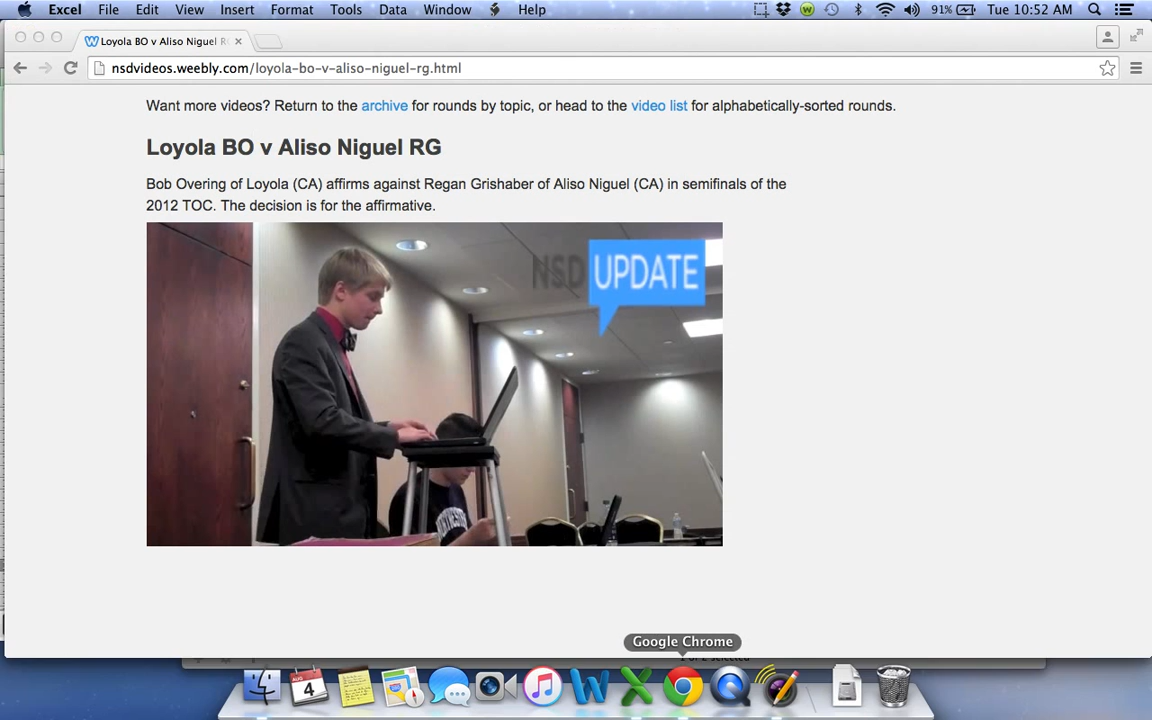 Excel File Edit View Insert Format Tools Data Window Help 91% Tue 10:52 AM
Loyola BO v Aliso Niguel R
nsdvideos.weebly.com/loyola-bo-v-aliso-niguel-rg.html
Want more videos? Return to the archive for rounds by topic, or head to the video list for alphabetically-sorted rounds.
Loyola BO v Aliso Niguel RG
Bob Overing of Loyola (CA) affirms against Regan Grishaber of Aliso Niguel (CA) in semifinals of the
2012 TOC. The decision is for the affirmative.
NSD UPDATE
Google Chrome
AUG
4